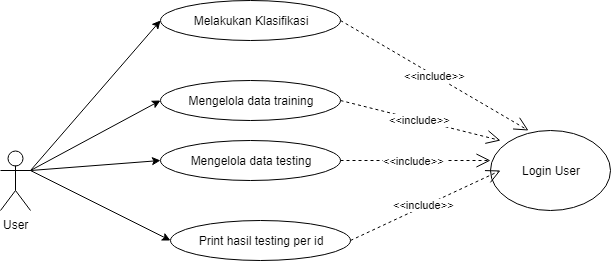 Melakukan Klasifikasi
<<include>>
Mengelola data training
<<include>>
Mengelola data testing
<<include>>
Login User
<<include>>
User
Print hasil testing per id